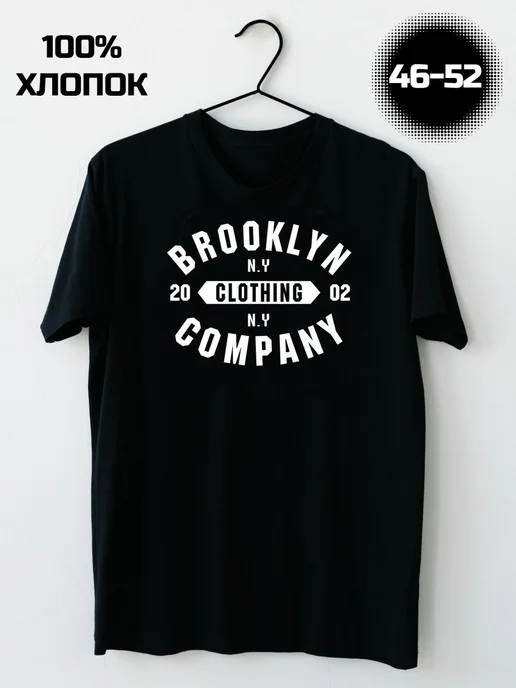 100%
ХЛОПОК
46-52
BROOKLYN
N.Y
20 CLOTHING 02
N.Y
COMPANY